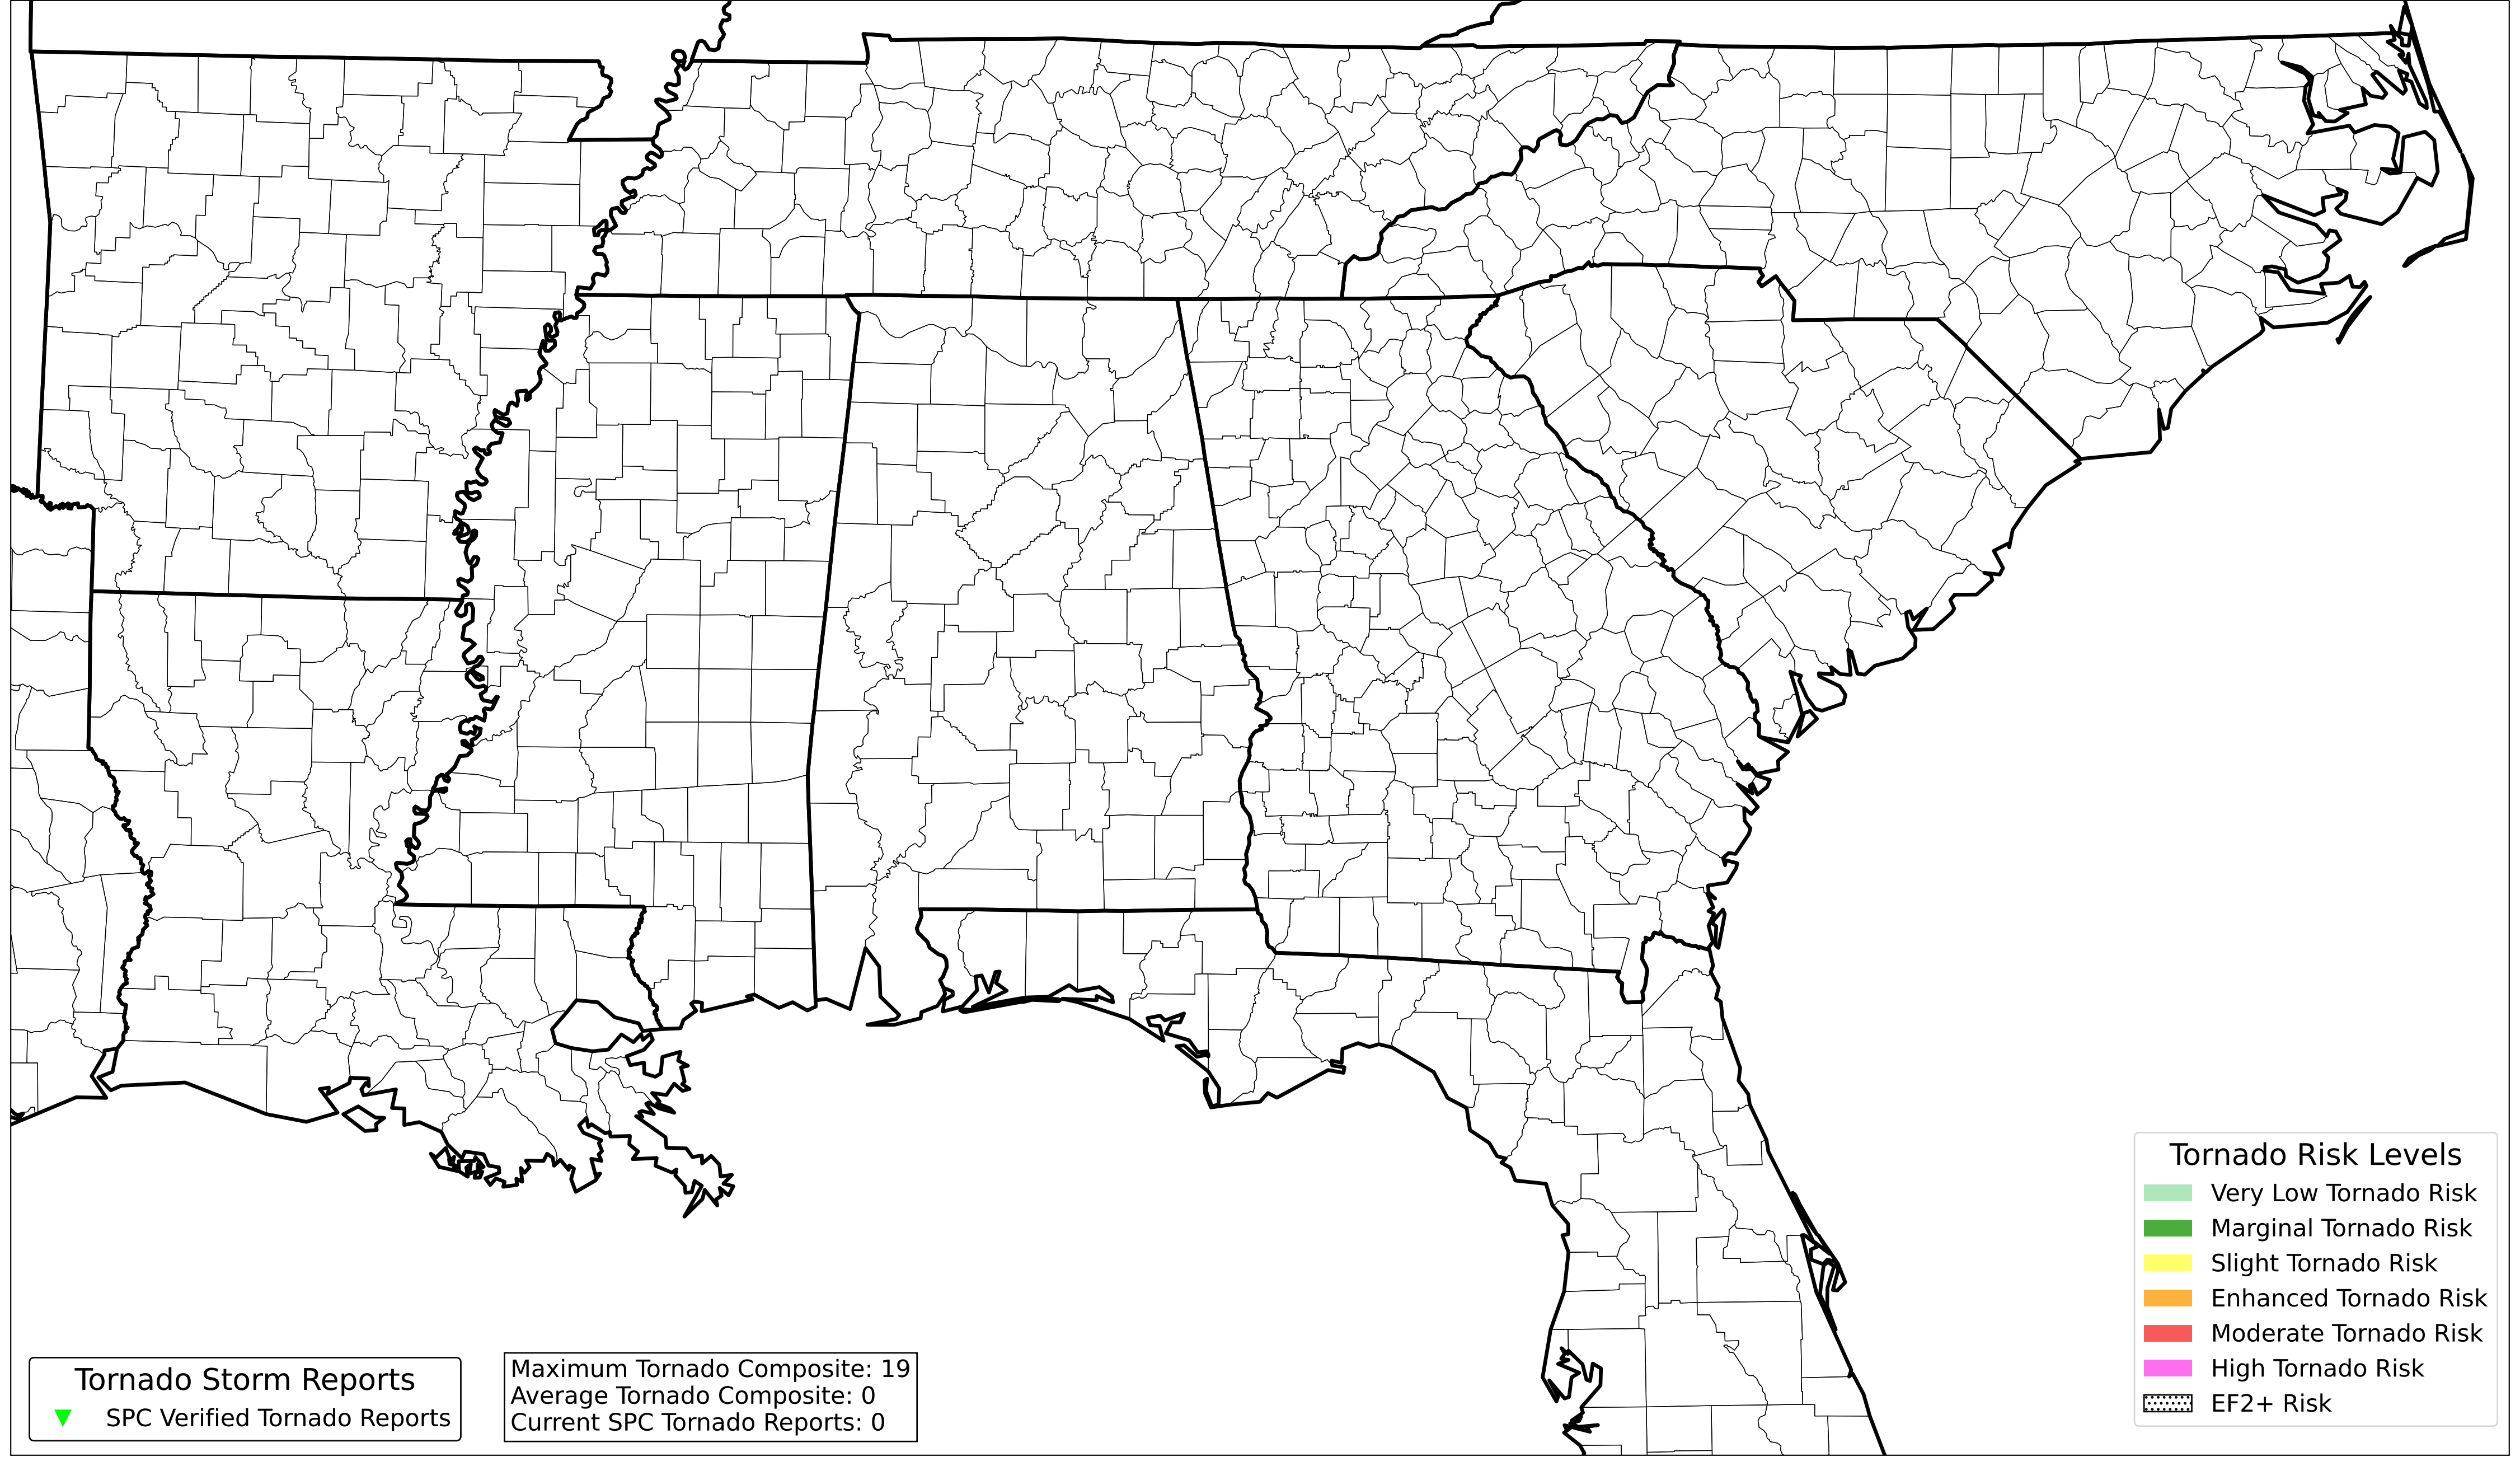 Tornado Risk Levels
Very Low Tornado Risk
Marginal Tornado Risk
Slight Tornado Risk
Enhanced Tornado Risk
Moderate Tornado Risk
High Tornado Risk
EF2+ Risk
Tornado Storm Reports
SPC Verified Tornado Reports
Maximum Tornado Composite: 19
Average Tornado Composite: 0
Current SPC Tornado Reports: 0